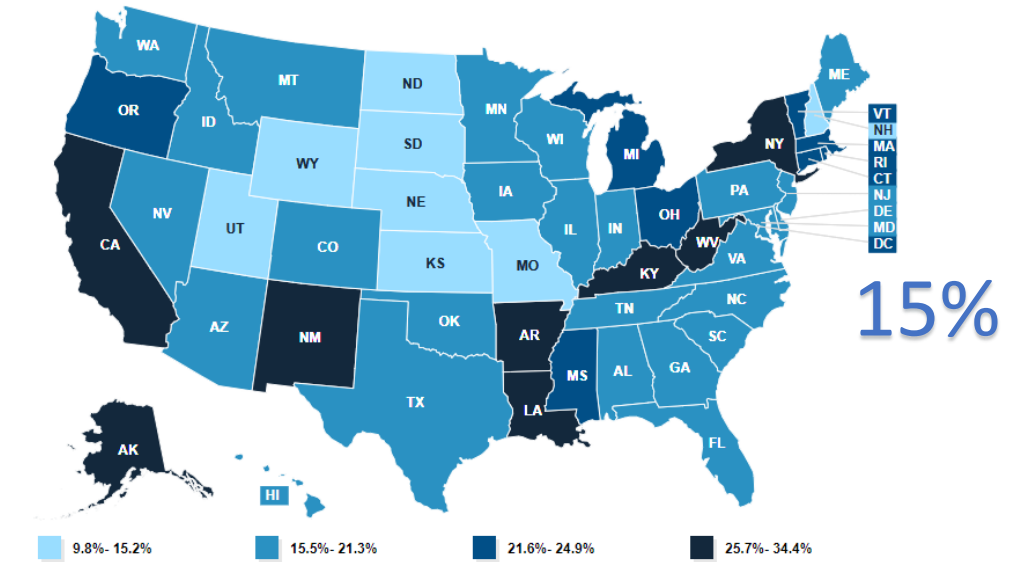 WA
MT
ND
MN
ME
OR
ID
SD
WI
MI
VT
NH
MA
RI
CT
NJ
DE
MD
DC
NY
WY
IA
PA
NE
NV
UT
CO
IL
IN
OH
CA
KS
MO
KY
WV
VA
AZ
NM
OK
AR
TN
NC
SC
TX
LA
MS
AL
GA
FL
AK
HI
15%
9.8%- 15.2%
15.5%- 21.3%
21.6%- 24.9%
25.7%- 34.4%